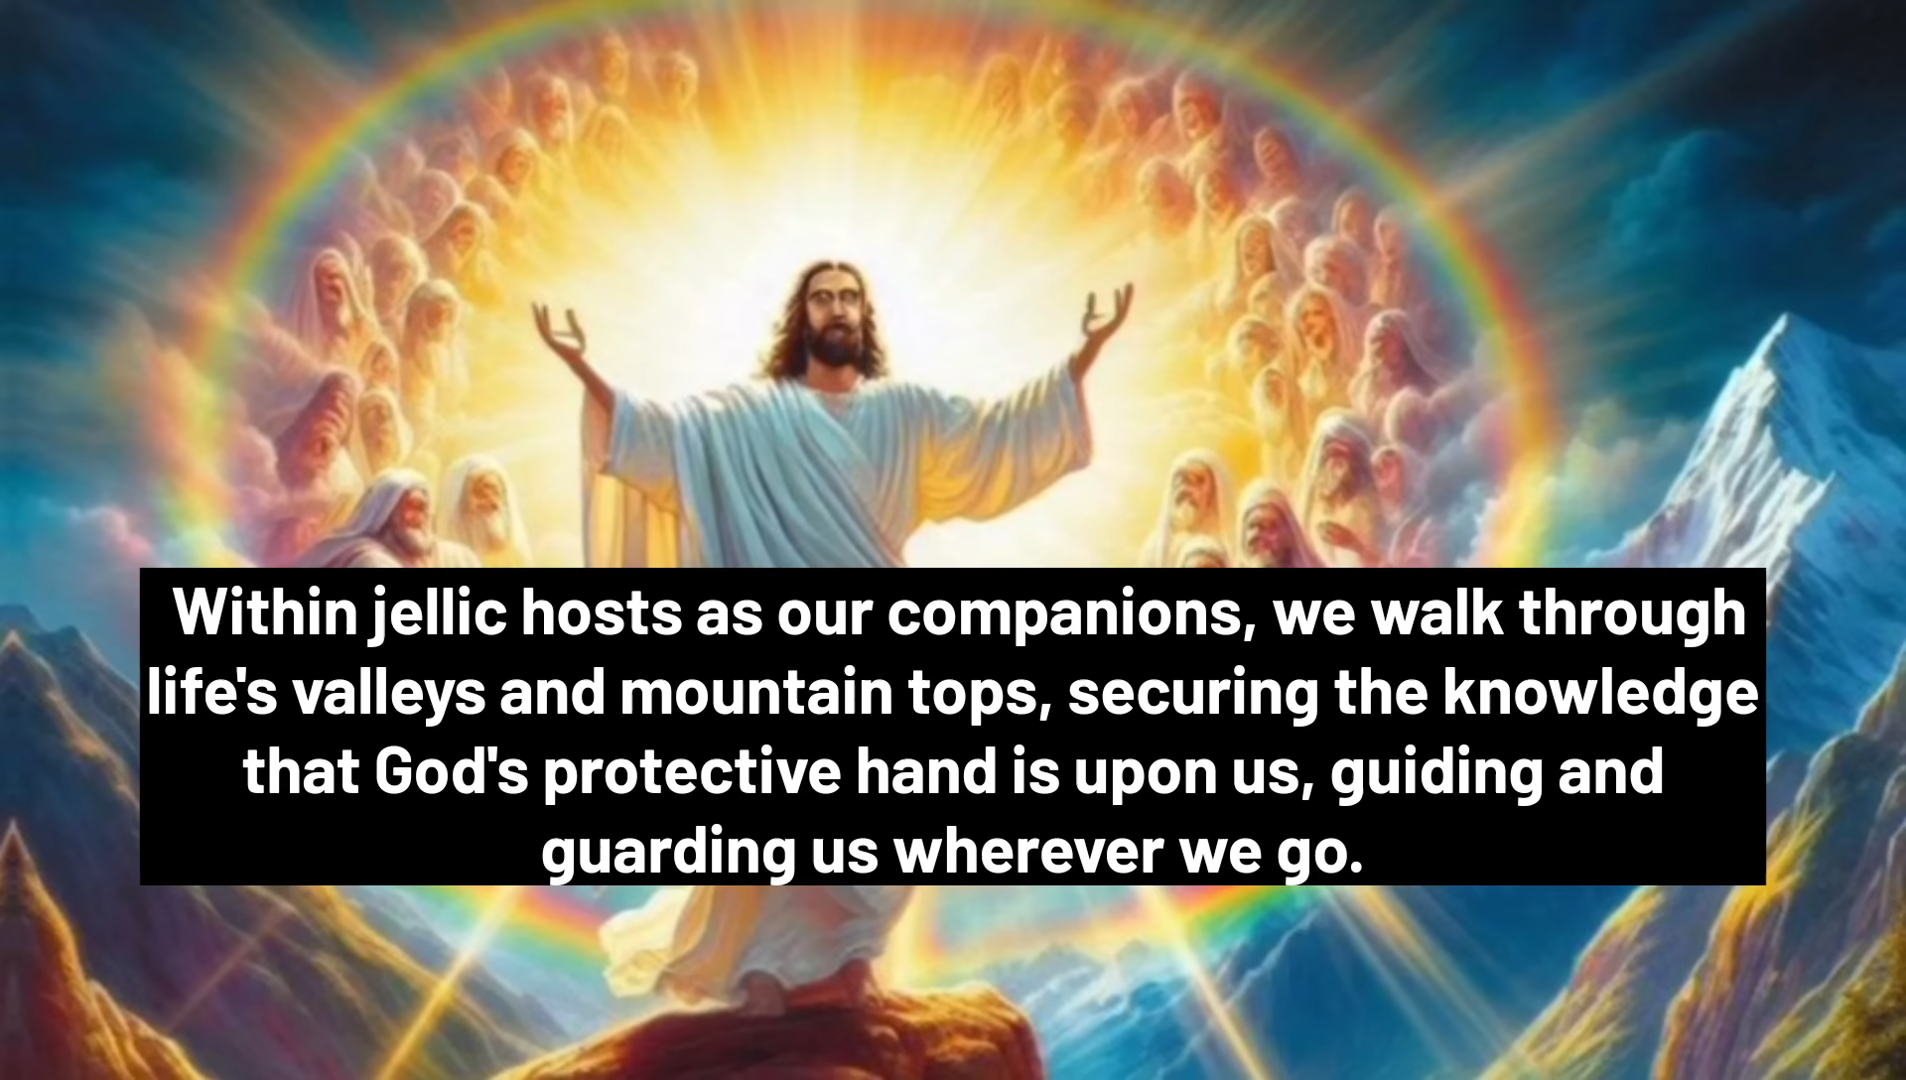 Within jellic hosts as our companions, we walk through
life's valleys and mountain tops, securing the knowledge
that God's protective hand is upon us, guiding and
guarding us wherever we go.